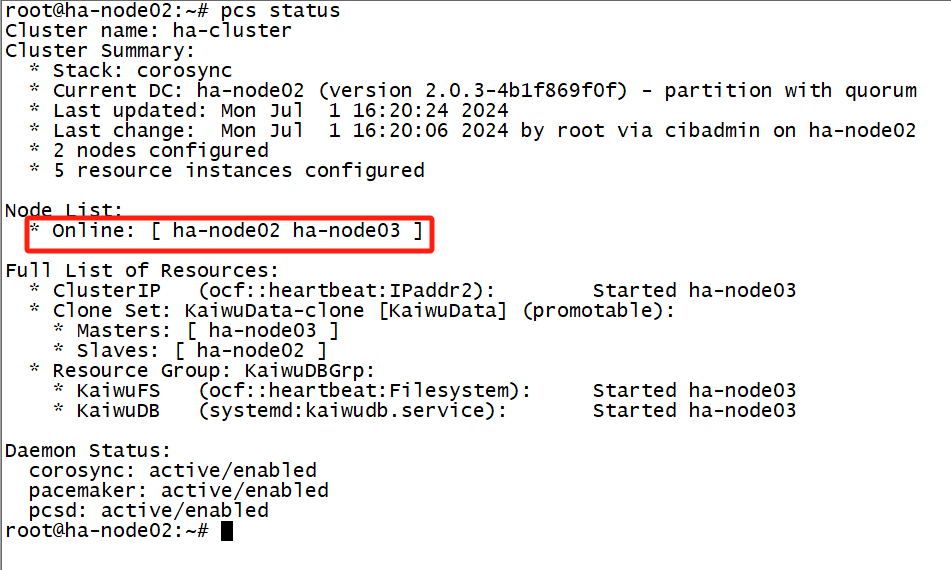 root@ha-node02:~# pcs status
Cluster name: ha-cluster
Cluster Summary:
  * Stack: corosync
  * Current DC: ha-node02 (version 2.0.3-4b1f869f0f) - partition with quorum
  * Last updated: Mon Jul  1 16:20:24 2024
  * Last change:  Mon Jul  1 16:20:06 2024 by root via cibadmin on ha-node02
  * 2 nodes configured
  * 5 resource instances configured

Node List:
  * Online: [ ha-node02 ha-node03 ]

Full List of Resources:
  * ClusterIP   (ocf::heartbeat:IPaddr2):        Started ha-node03
  * Clone Set: KaiwuData-clone [KaiwuData] (promotable):
    * Masters: [ ha-node03 ]
    * Slaves: [ ha-node02 ]
  * Resource Group: KaiwuDBGrp:
    * KaiwuFS   (ocf::heartbeat:Filesystem):     Started ha-node03
    * KaiwuDB   (systemd:kaiwudb.service):       Started ha-node03

Daemon Status:
  corosync: active/enabled
  pacemaker: active/enabled
  pcsd: active/enabled
root@ha-node02:~#